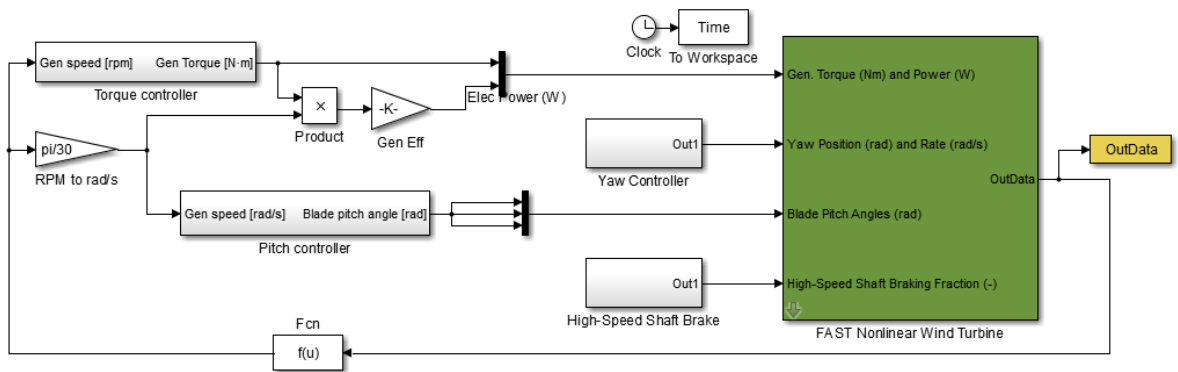 Time
Clock
To Workspace
Gen speed [rpm]
Gen Torque [N·m]
Torque controller
Gen. Torque (Nm) and Power (W)
Elec Power (W)
×
Product
-K-
Gen Eff
pi/30
RPM to rad/s
Out1
Yaw Controller
Yaw Position (rad) and Rate (rad/s)
OutData
OutData
Gen speed [rad/s]
Blade pitch angle [rad]
Pitch controller
Blade Pitch Angles (rad)
Out1
High-Speed Shaft Brake
High-Speed Shaft Braking Fraction (-)
FAST Nonlinear Wind Turbine
Fcn
f(u)